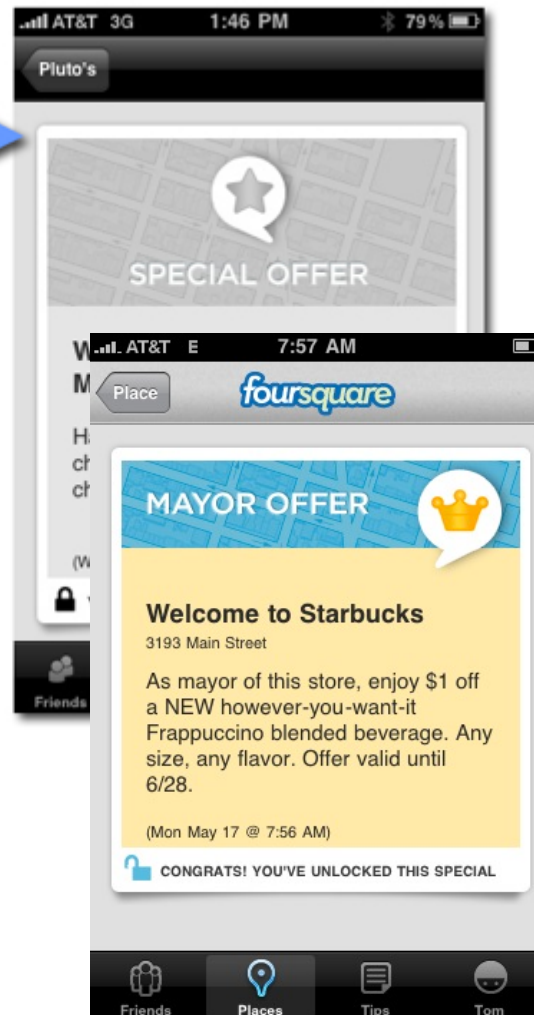 AT&T 3G 1:46 PM 79%
Pluto's
SPECIAL OFFER
W
M
Ha
ch
ch
(W
Friends
AT&T E 7:57 AM
Place foursquare
MAYOR OFFER
Welcome to Starbucks
3193 Main Street
As mayor of this store, enjoy $1 off
a NEW however-you-want-it
Frappuccino blended beverage. Any
size, any flavor. Offer valid until
6/28.
(Mon May 17 @ 7:56 AM)
CONGRATS! YOU'VE UNLOCKED THIS SPECIAL
Friends Places Tips Tom